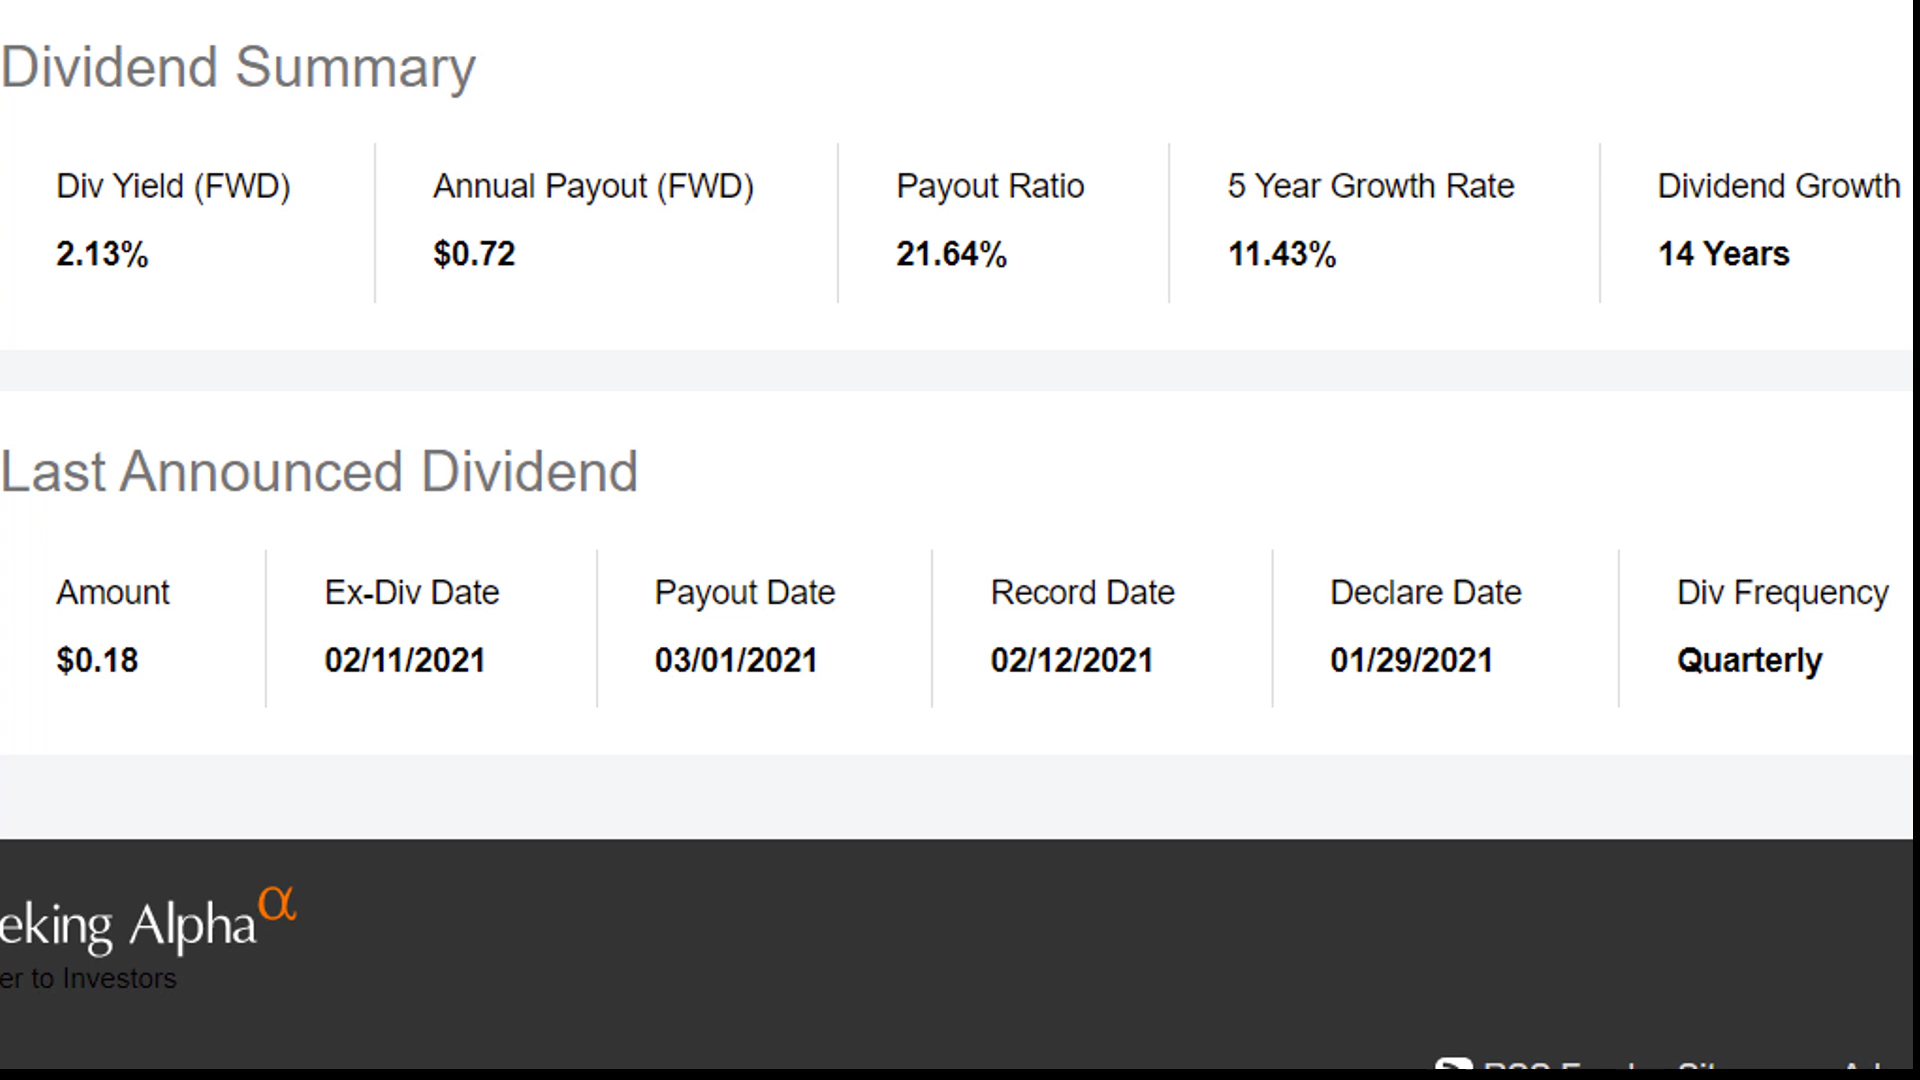 Dividend Summary
Div Yield (FWD) Annual Payout (FWD) Payout Ratio 5 Year Growth Rate Dividend Growth
2.13% $0.72 21.64% 11.43% 14 Years
Last Announced Dividend
Amount Ex-Div Date Payout Date Record Date Declare Date Div Frequency
$0.18 02/11/2021 03/01/2021 02/12/2021 01/29/2021 Quarterly
eking Alpha α
er to Investors